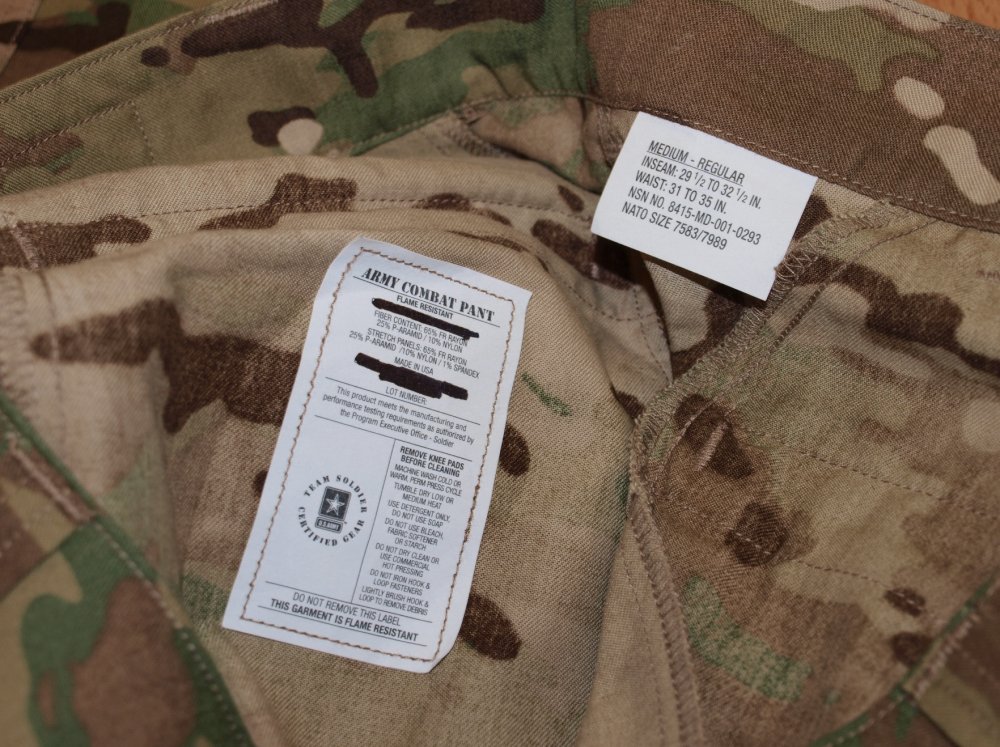 MEDIUM - REGULAR
INSEAM: 29 1/2 TO 32 1/2 IN.
WAIST: 31 TO 35 IN.
NSN NO. 8415-MD-001-0293
NATO SIZE 7583/7989
ARMY COMBAT PANT
FLAME RESISTANT
FIBER CONTENT: 65% FR RAYON
25% P-ARAMID / 10% NYLON
STRETCH PANELS: 65% FR RAYON
25% P-ARAMID /10% NYLON / 1% SPANDEX
MADE IN USA
LOT NUMBER:
This product meets the manufacturing and
performance testing requirements as authorized by
the Program Executive Office - Soldier
TEAM SOLDIER
U.S.ARMY
CERTIFIED GEAR
REMOVE KNEE PADS
BEFORE CLEANING
MACHINE WASH COLD OR
WARM, PERM PRESS CYCLE
TUMBLE DRY LOW OR
MEDIUM HEAT
USE DETERGENT ONLY.
DO NOT USE SOAP
DO NOT USE BLEACH,
FABRIC SOFTENER
OR STARCH
DO NOT DRY CLEAN OR
USE COMMERCIAL
HOT PRESSING
DO NOT IRON HOOK &
LOOP FASTENERS
LIGHTLY BRUSH HOOK &
LOOP TO REMOVE DEBRIS
DO NOT REMOVE THIS LABEL
THIS GARMENT IS FLAME RESISTANT